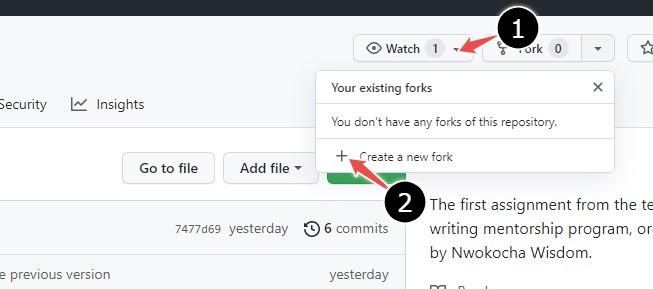 1
Watch 1
Fork 0
Your existing forks
Security
Insights
You don't have any forks of this repository.
Create a new fork
Go to file
Add file
2
The first assignment from the te
7477d69 yesterday 6 commits
writing mentorship program, or
by Nwokocha Wisdom.
e previous version
yesterday